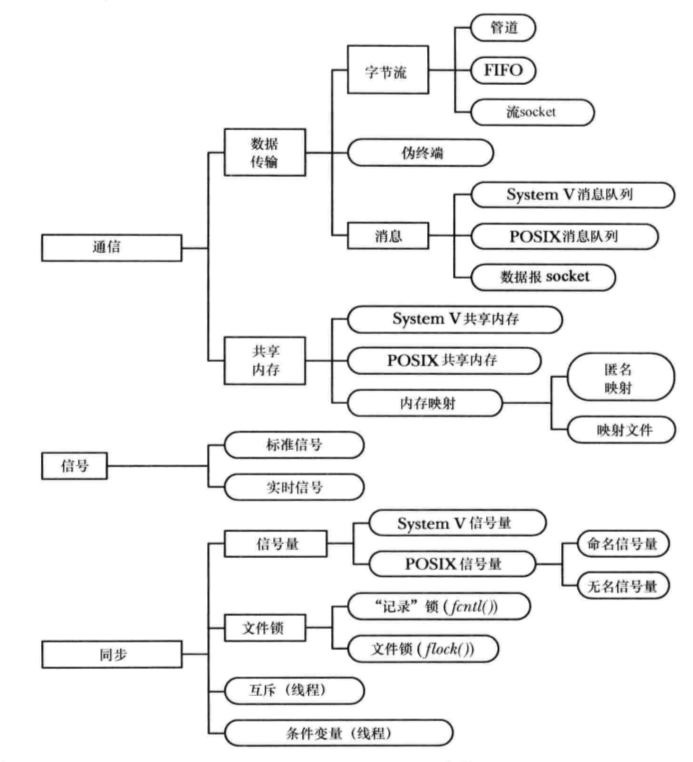 管道
字节流
FIFO
流socket
数据
传输
伪终端
System V消息队列
消息
POSIX消息队列
数据报 socket
通信
System V共享内存
共享
内存
POSIX共享内存
匿名
映射
内存映射
映射文件
标准信号
信号
实时信号
System V信号量
信号量
命名信号量
POSIX信号量
无名信号量
“记录”锁 (fcntl())
文件锁
文件锁 (flock())
同步
互斥（线程）
条件变量（线程）